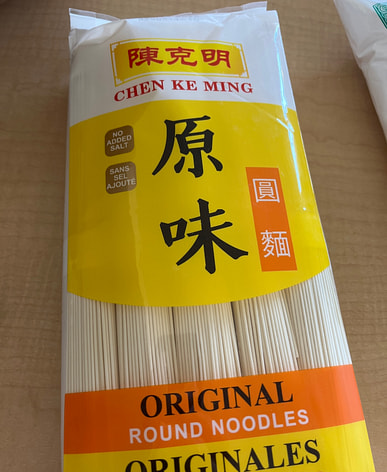 陳克明
CHEN KE MING
NO
ADDED
SALT
SANS
SEL
AJOUTÉ
原味
圓麵
ORIGINAL
ROUND NOODLES
ORIGINALES